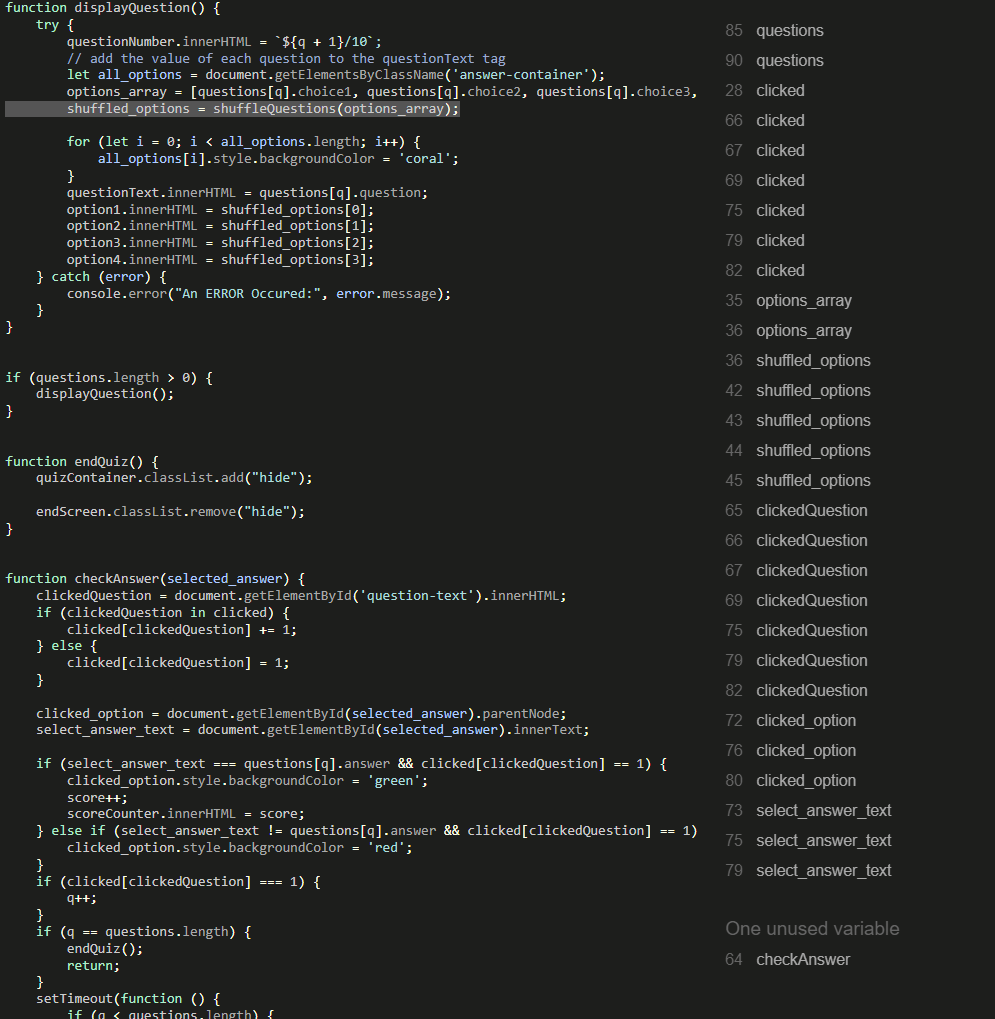 function displayQuestion() {
    try {
        questionNumber.innerHTML = `${q + 1}/10`;
        // add the value of each question to the questionText tag
        let all_options = document.getElementsByClassName('answer-container');
        options_array = [questions[q].choice1, questions[q].choice2, questions[q].choice3,
        shuffled_options = shuffleQuestions(options_array);

        for (let i = 0; i < all_options.length; i++) {
            all_options[i].style.backgroundColor = 'coral';
        }
        questionText.innerHTML = questions[q].question;
        option1.innerHTML = shuffled_options[0];
        option2.innerHTML = shuffled_options[1];
        option3.innerHTML = shuffled_options[2];
        option4.innerHTML = shuffled_options[3];
    } catch (error) {
        console.error("An ERROR Occured:", error.message);
    }
}

if (questions.length > 0) {
    displayQuestion();
}

function endQuiz() {
    quizContainer.classList.add("hide");

    endScreen.classList.remove("hide");
}

function checkAnswer(selected_answer) {
    clickedQuestion = document.getElementById('question-text').innerHTML;
    if (clickedQuestion in clicked) {
        clicked[clickedQuestion] += 1;
    } else {
        clicked[clickedQuestion] = 1;
    }

    clicked_option = document.getElementById(selected_answer).parentNode;
    select_answer_text = document.getElementById(selected_answer).innerText;

    if (select_answer_text === questions[q].answer && clicked[clickedQuestion] == 1) {
        clicked_option.style.backgroundColor = 'green';
        score++;
        scoreCounter.innerHTML = score;
    } else if (select_answer_text != questions[q].answer && clicked[clickedQuestion] == 1)
        clicked_option.style.backgroundColor = 'red';
    }
    if (clicked[clickedQuestion] === 1) {
        q++;
    }
    if (q == questions.length) {
        endQuiz();
        return;
    }
    setTimeout(function () {
        if (q < questions.length) {
85 questions
90 questions
28 clicked
66 clicked
67 clicked
69 clicked
75 clicked
79 clicked
82 clicked
35 options_array
36 options_array
36 shuffled_options
42 shuffled_options
43 shuffled_options
44 shuffled_options
45 shuffled_options
65 clickedQuestion
66 clickedQuestion
67 clickedQuestion
69 clickedQuestion
75 clickedQuestion
79 clickedQuestion
82 clickedQuestion
72 clicked_option
76 clicked_option
80 clicked_option
73 select_answer_text
75 select_answer_text
79 select_answer_text
One unused variable
64 checkAnswer